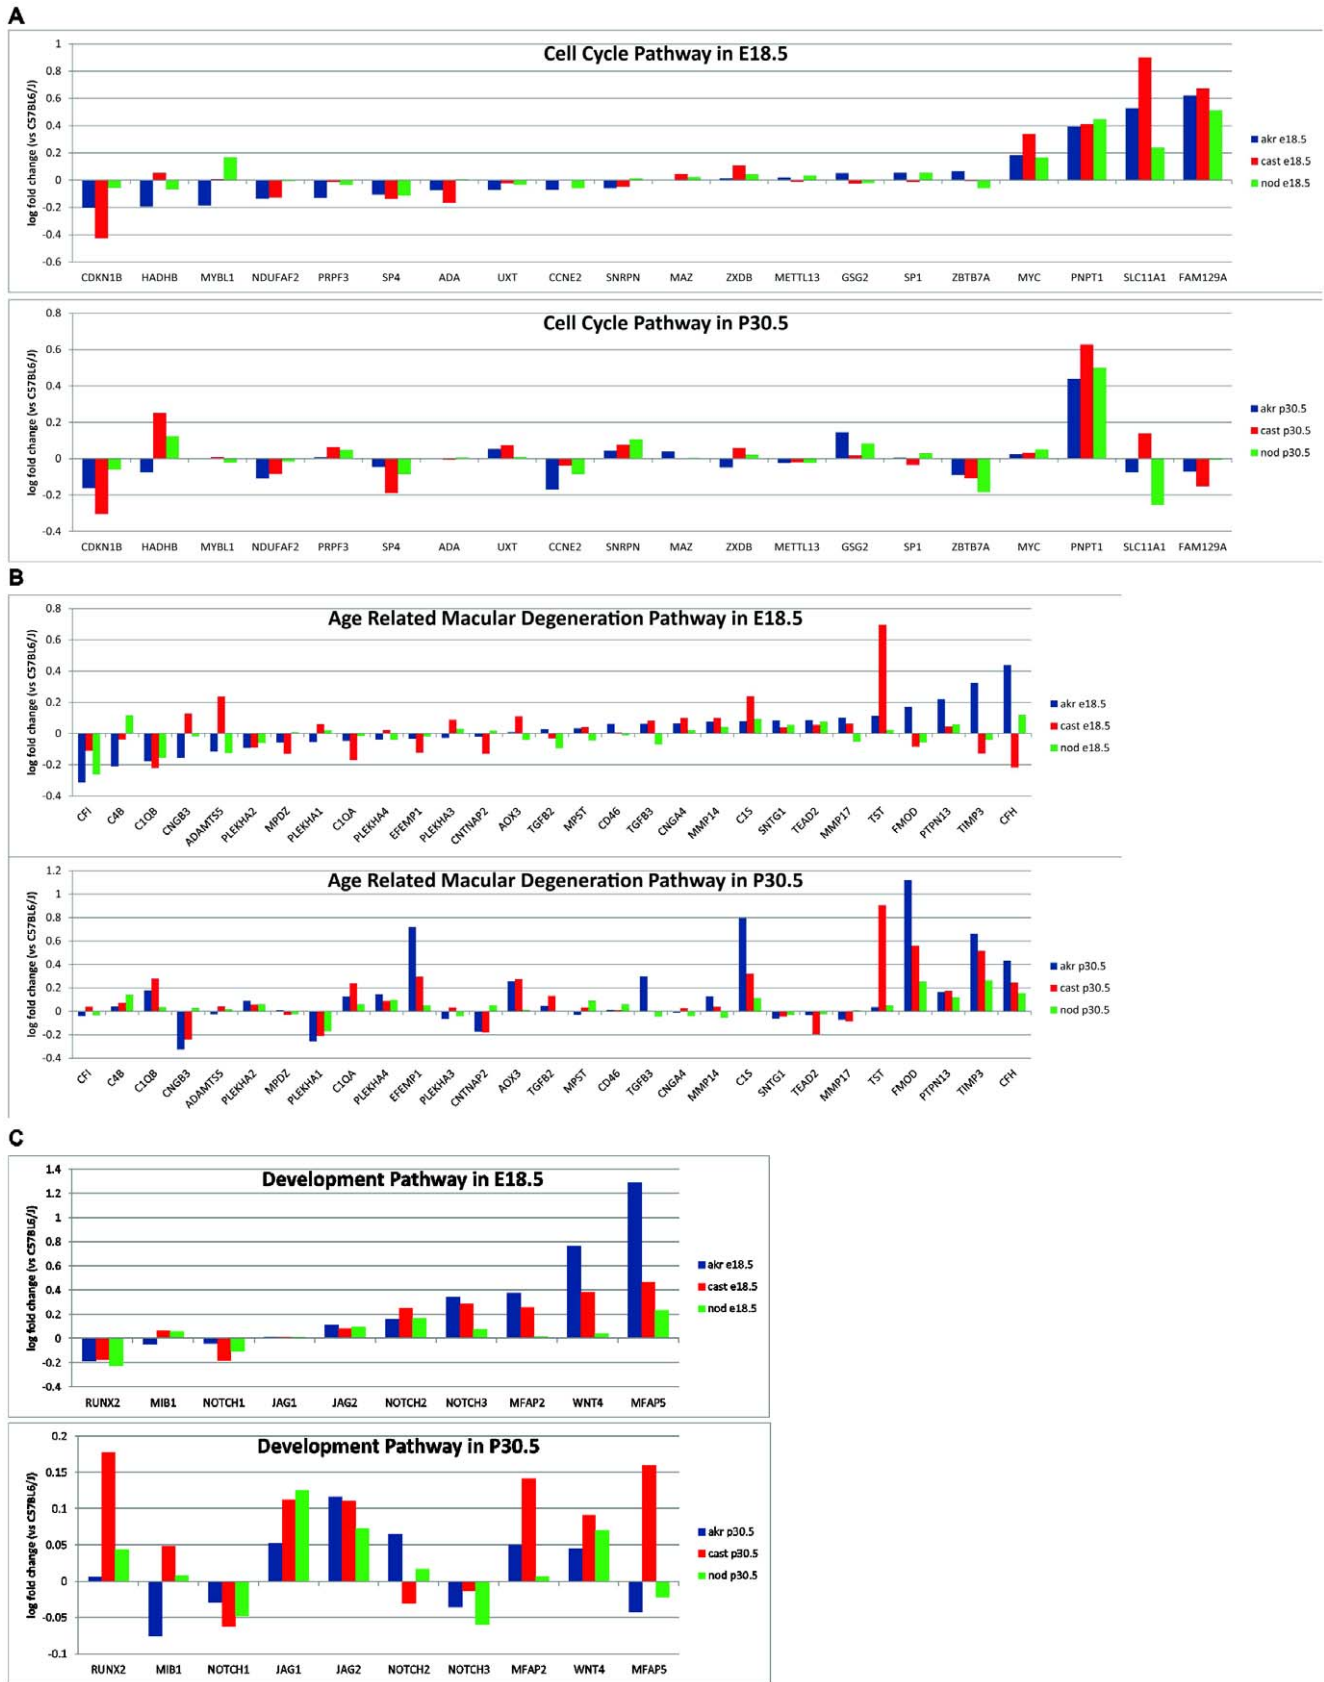 A
Cell Cycle Pathway in E18.5
log fold change (vs C57BL6/J)
1
0.8
0.6
0.4
0.2
0
-0.2
-0.4
-0.6
CDKN1B HADHB MYBL1 NDUFAF2 PRPF3 SP4 ADA UXT CCNE2 SNRPN MAZ ZXDB METTL13 GSG2 SP1 ZBTB7A MYC PNPT1 SLC11A1 FAM129A
akr e18.5
cast e18.5
nod e18.5
Cell Cycle Pathway in P30.5
log fold change (vs C57BL6/J)
0.8
0.6
0.4
0.2
0
-0.2
-0.4
CDKN1B HADHB MYBL1 NDUFAF2 PRPF3 SP4 ADA UXT CCNE2 SNRPN MAZ ZXDB METTL13 GSG2 SP1 ZBTB7A MYC PNPT1 SLC11A1 FAM129A
akr p30.5
cast p30.5
nod p30.5
B
Age Related Macular Degeneration Pathway in E18.5
log fold change (vs C57BL6/J)
0.8
0.6
0.4
0.2
0
-0.2
-0.4
CFI C4B C1QB CNGB3 ADAMTS5 PLEKHA2 MPDZ PLEKHA1 C1QA PLEKHA4 EFEMP1 PLEKHA3 CNTNAP2 AOX3 TGFB2 MPST CD46 TGFB3 CNGA4 MMP14 C1S SNTG1 TEAD2 MMP17 TST FMOD PTPN13 TIMP3 CFH
akr e18.5
cast e18.5
nod e18.5
Age Related Macular Degeneration Pathway in P30.5
log fold change (vs C57BL6/J)
1.2
1
0.8
0.6
0.4
0.2
0
-0.2
-0.4
CFI C4B C1QB CNGB3 ADAMTS5 PLEKHA2 MPDZ PLEKHA1 C1QA PLEKHA4 EFEMP1 PLEKHA3 CNTNAP2 AOX3 TGFB2 MPST CD46 TGFB3 CNGA4 MMP14 C1S SNTG1 TEAD2 MMP17 TST FMOD PTPN13 TIMP3 CFH
akr p30.5
cast p30.5
nod p30.5
C
Development Pathway in E18.5
log fold change (vs C57BL6/J)
1.4
1.2
1
0.8
0.6
0.4
0.2
0
-0.2
-0.4
RUNX2 MIB1 NOTCH1 JAG1 JAG2 NOTCH2 NOTCH3 MFAP2 WNT4 MFAP5
akr e18.5
cast e18.5
nod e18.5
Development Pathway in P30.5
log fold change (vs C57BL6/J)
0.2
0.15
0.1
0.05
0
-0.05
-0.1
RUNX2 MIB1 NOTCH1 JAG1 JAG2 NOTCH2 NOTCH3 MFAP2 WNT4 MFAP5
akr p30.5
cast p30.5
nod p30.5